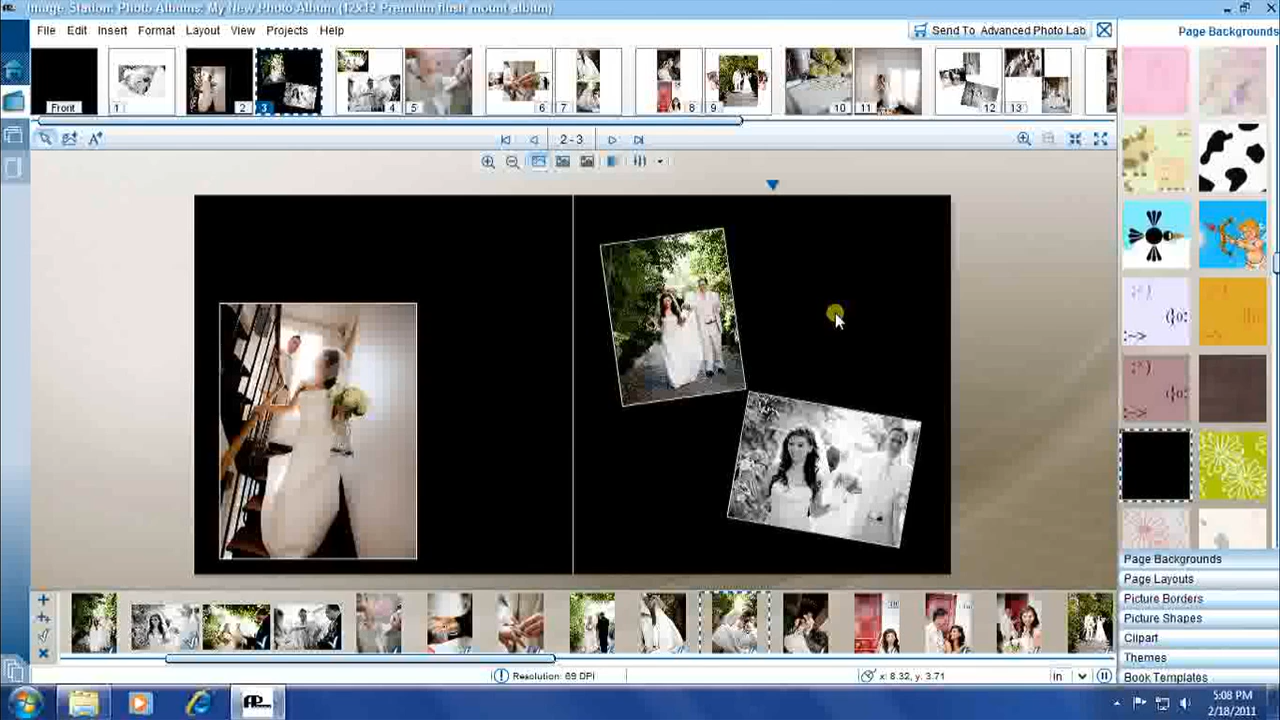 Image Station: Photo Albums: My New Photo Album (12x12 Premium flush mount album)
File Edit Insert Format Layout View Projects Help
Send To Advanced Photo Lab
Page Backgrounds
Front 1 2 3 4 5 6 7 8 9 10 11 12 13
2-3
Page Backgrounds
Page Layouts
Picture Borders
Picture Shapes
Clipart
Themes
Book Templates
Resolution: 69 DPI
x: 8.32, y: 3.71
in
AP
5:08 PM
2/18/2011